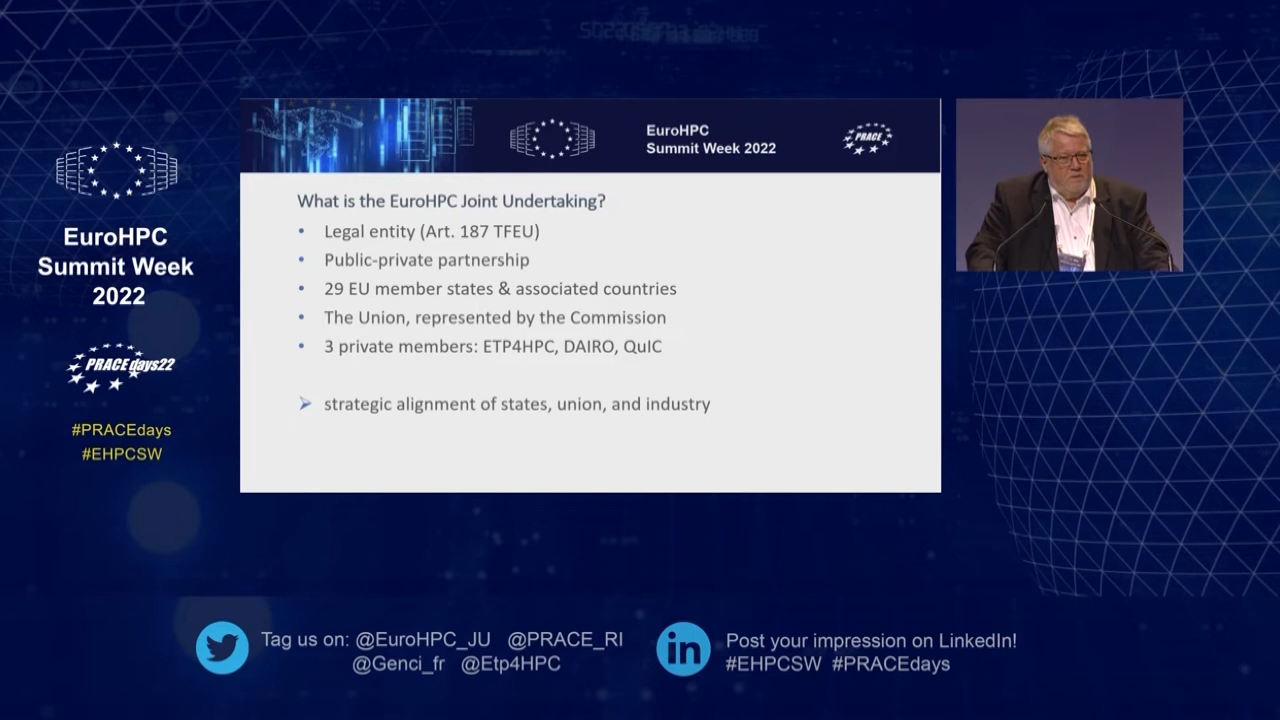 EuroHPC
Summit Week
2022
PRACEdays22
#PRACEdays
#EHPCSW
EuroHPC
Summit Week 2022
PRACE
What is the EuroHPC Joint Undertaking?
• Legal entity (Art. 187 TFEU)
• Public-private partnership
• 29 EU member states & associated countries
• The Union, represented by the Commission
• 3 private members: ETP4HPC, DAIRO, QuIC
➢ strategic alignment of states, union, and industry
Tag us on: @EuroHPC_JU @PRACE_RI
@Genci_fr @Etp4HPC
in
Post your impression on LinkedIn!
#EHPCSW #PRACEdays